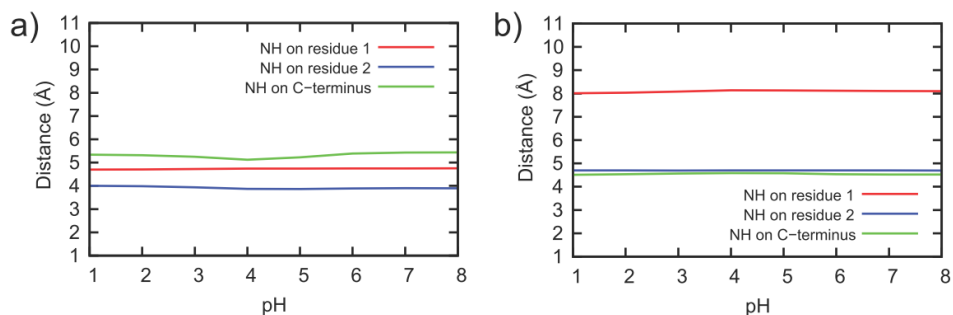 a)
11
10
9
8
7
6
5
4
3
2
1
Distance (Å)
NH on residue 1
NH on residue 2
NH on C−terminus
1 2 3 4 5 6 7 8
pH
b)
11
10
9
8
7
6
5
4
3
2
1
Distance (Å)
NH on residue 1
NH on residue 2
NH on C−terminus
1 2 3 4 5 6 7 8
pH